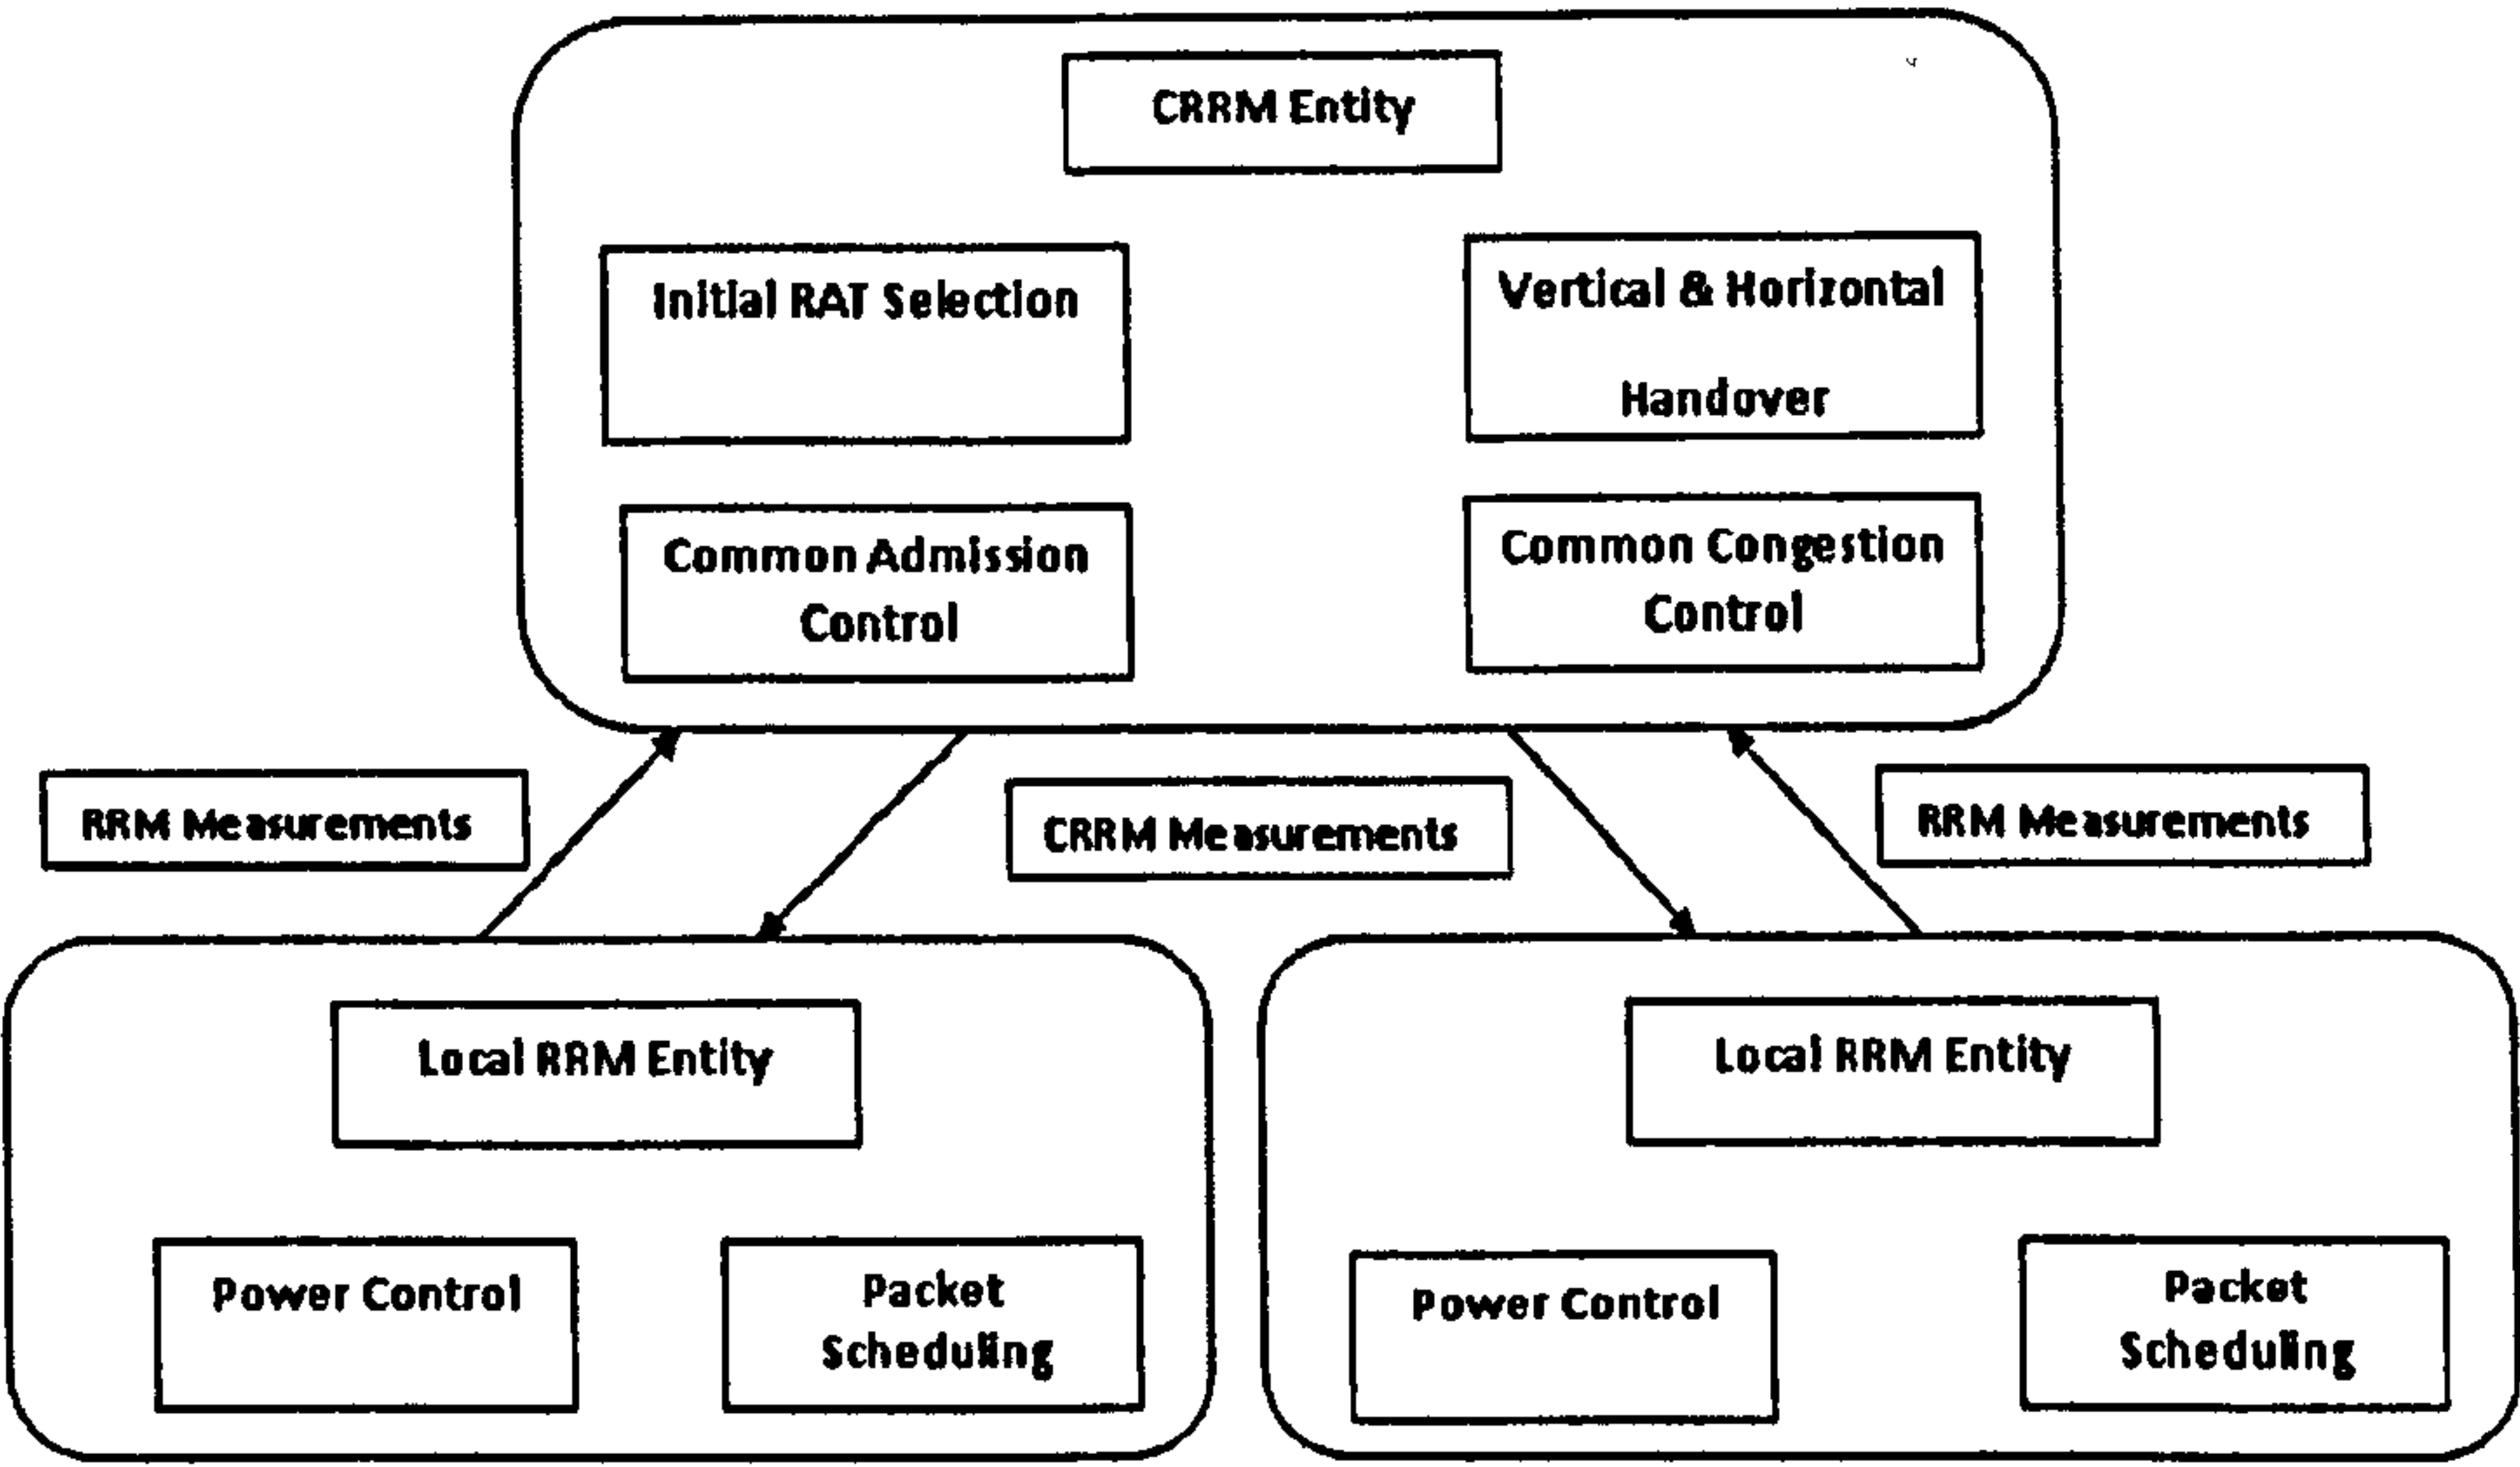 CRRM Entity
Initial RAT Selection
Vertical & Horizontal
Handover
Common Admission
Control
Common Congestion
Control
RRM Measurements
CRRM Measurements
RRM Measurements
Local RRM Entity
Power Control
Packet
Scheduling
Local RRM Entity
Power Control
Packet
Scheduling